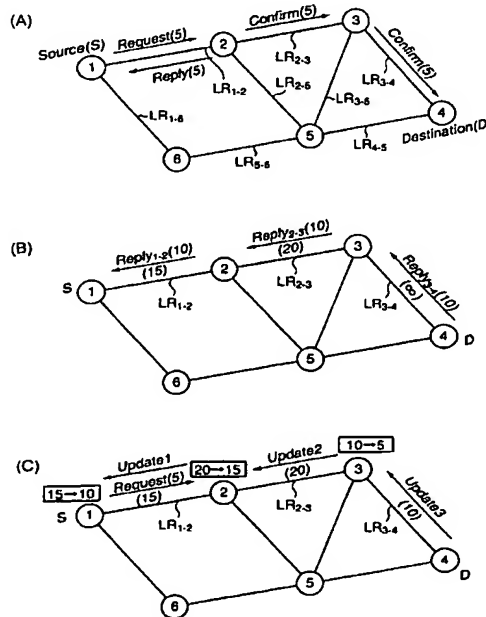 (A)
Source(S)
Request(5)
Reply(5)
Confirm(5)
Confirm(5)
1
2
3
4
5
6
LR1-2
LR2-3
LR2-5
LR3-5
LR3-4
LR1-6
LR5-6
LR4-5
Destination(D
(B)
Reply1-2(10)
(15)
Reply2-3(10)
(20)
Reply3-4(10)
(∞)
S
1
2
3
4
5
6
D
LR1-2
LR2-3
LR3-4
(C)
Update1
Request(5)
(15)
Update2
(20)
Update3
(10)
15→10
20→15
10→5
S
1
2
3
4
5
6
D
LR1-2
LR2-3
LR3-4